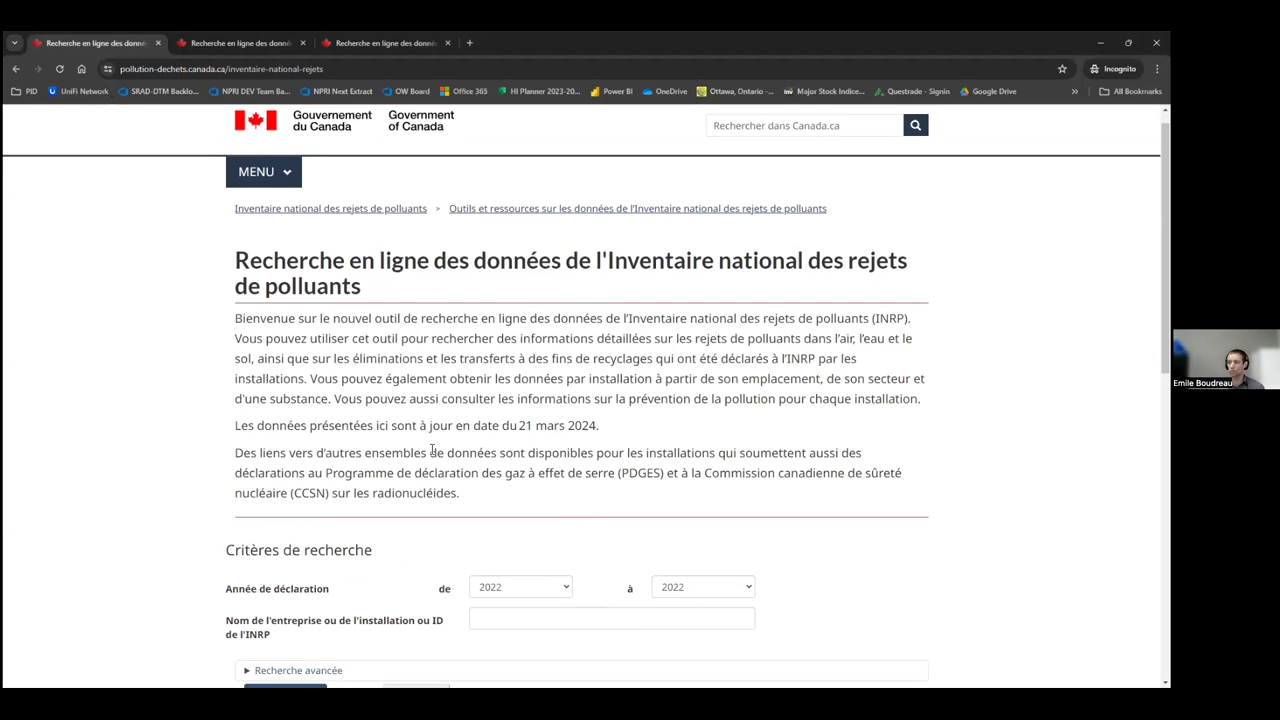 Recherche en ligne des donné
Recherche en ligne des donné
Recherche en ligne des donné
pollution-dechets.canada.ca/inventaire-national-rejets
Incognito
PID
UniFi Network
SRAD-DTM Backlo...
NPRI DEV Team Ba...
NPRI Next Extract
OW Board
Office 365
HI Planner 2023-20...
Power BI
OneDrive
Ottawa, Ontario -...
Major Stock Indice...
Questrade - Signin
Google Drive
»
All Bookmarks
Gouvernement du Canada
Government of Canada
Rechercher dans Canada.ca
MENU
Inventaire national des rejets de polluants > Outils et ressources sur les données de l'Inventaire national des rejets de polluants
Recherche en ligne des données de l'Inventaire national des rejets
de polluants
Bienvenue sur le nouvel outil de recherche en ligne des données de l'Inventaire national des rejets de polluants (INRP).
Vous pouvez utiliser cet outil pour rechercher des informations détaillées sur les rejets de polluants dans l'air, l'eau et le
sol, ainsi que sur les éliminations et les transferts à des fins de recyclages qui ont été déclarés à l'INRP par les
installations. Vous pouvez également obtenir les données par installation à partir de son emplacement, de son secteur et
d'une substance. Vous pouvez aussi consulter les informations sur la prévention de la pollution pour chaque installation.
Les données présentées ici sont à jour en date du 21 mars 2024.
Des liens vers d'autres ensembles de données sont disponibles pour les installations qui soumettent aussi des
déclarations au Programme de déclaration des gaz à effet de serre (PDGES) et à la Commission canadienne de sûreté
nucléaire (CCSN) sur les radionucléides.
Critères de recherche
Année de déclaration de 2022 à 2022
Nom de l'entreprise ou de l'installation ou ID
de l'INRP
Recherche avancée
Emile Boudreau